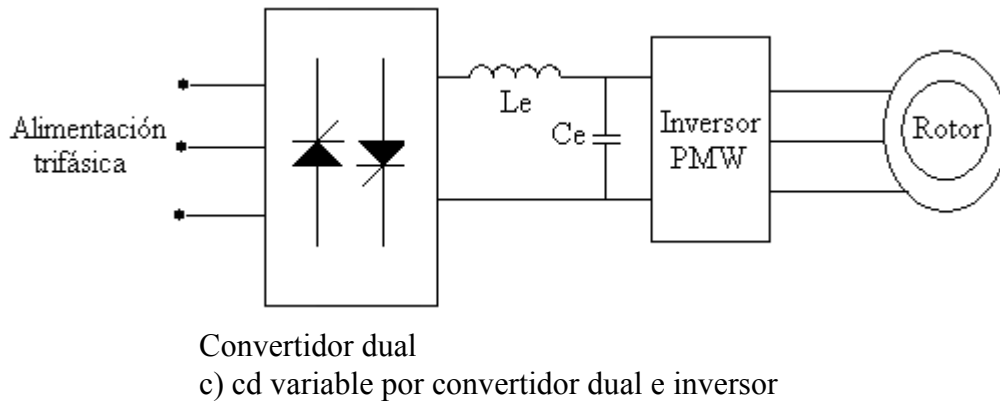 Alimentación
trifásica
Le
Ce
Inversor
PMW
Rotor
Convertidor dual
c) cd variable por convertidor dual e inversor